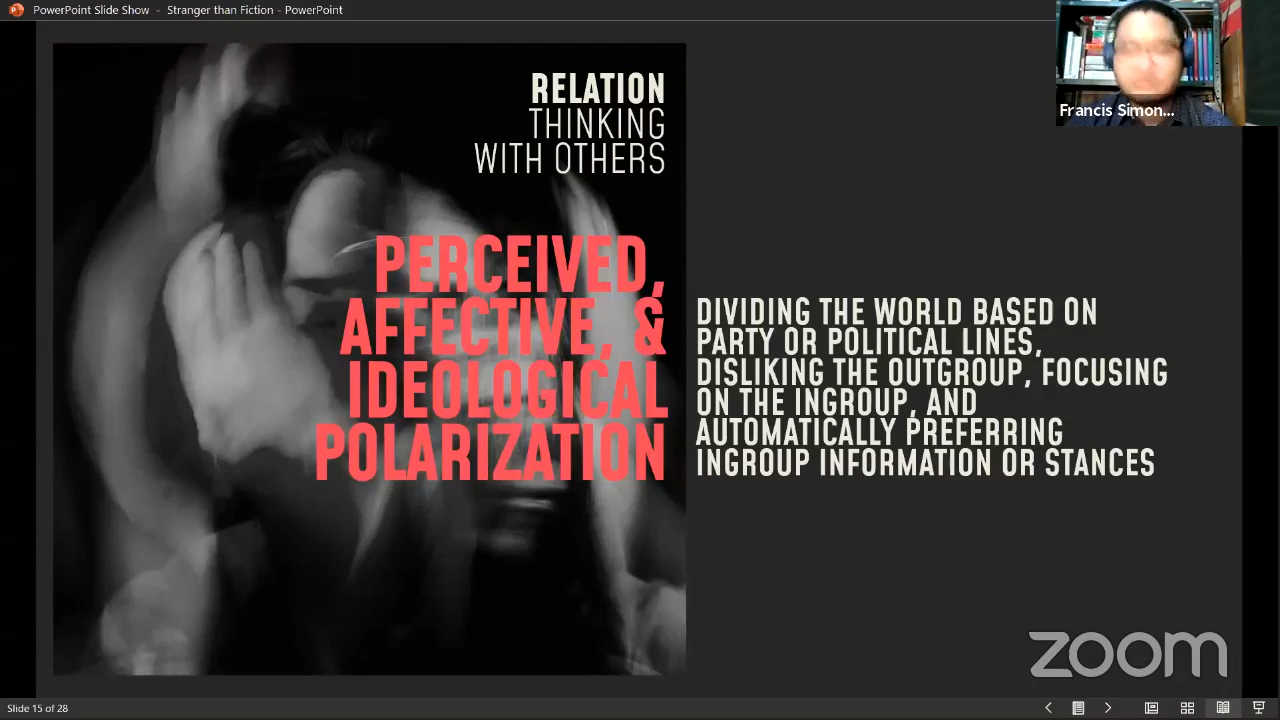 PowerPoint Slide Show - Stranger than Fiction - PowerPoint
Francis Simon...
RELATION
THINKING
WITH OTHERS
PERCEIVED,
AFFECTIVE, &
IDEOLOGICAL
POLARIZATION
DIVIDING THE WORLD BASED ON
PARTY OR POLITICAL LINES,
DISLIKING THE OUTGROUP, FOCUSING
ON THE INGROUP, AND
AUTOMATICALLY PREFERRING
INGROUP INFORMATION OR STANCES
zoom
Slide 15 of 28